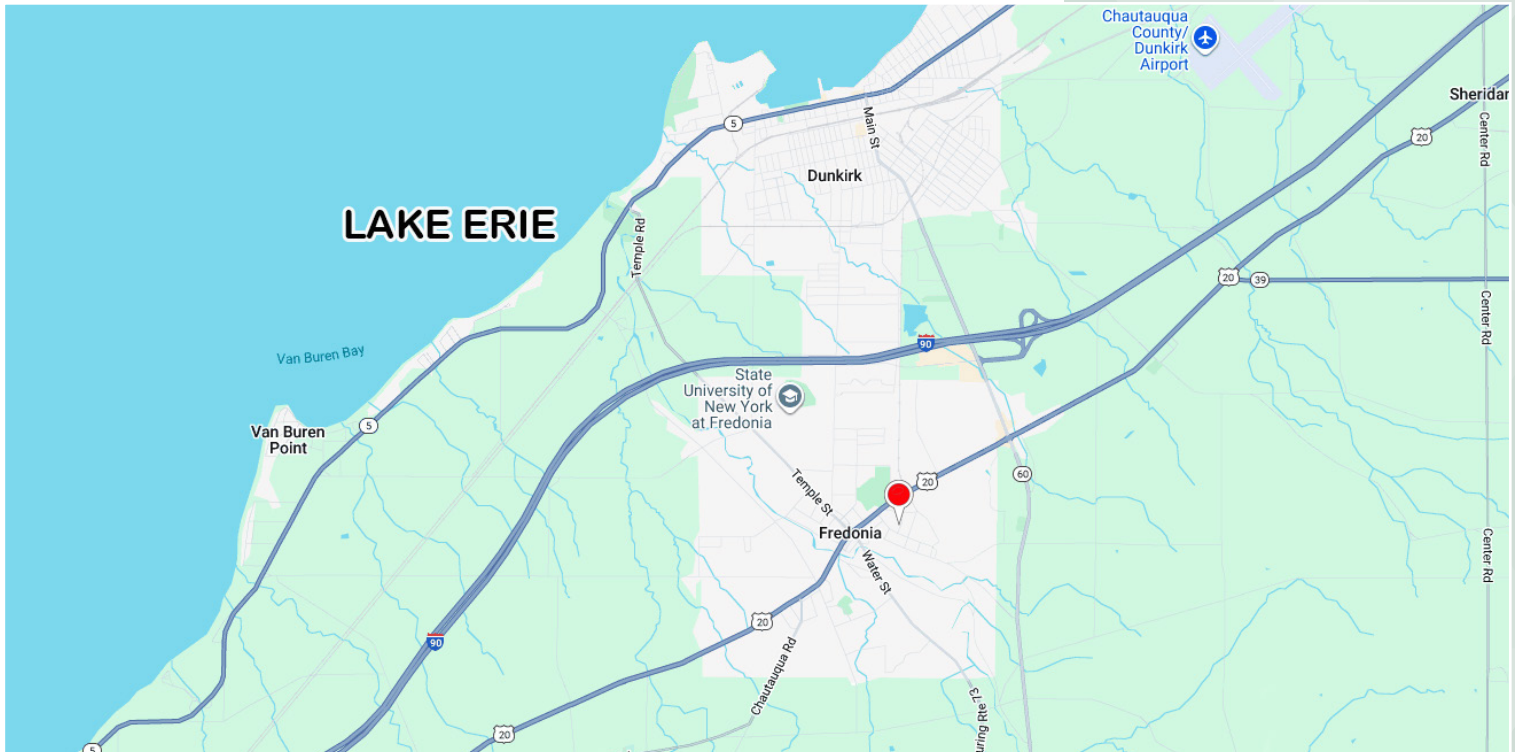 Chautauqua
County/
Dunkirk
Airport
Sheridan
5
Main St
20
Center Rd
Dunkirk
LAKE ERIE
Temple Rd
20
39
Center Rd
Van Buren Bay
90
State
University of
New York
at Fredonia
Van Buren
Point
5
20
60
Temple St
Fredonia
Water St
Center Rd
20
90
Chautauqua Rd
20
uring Rte 73
5